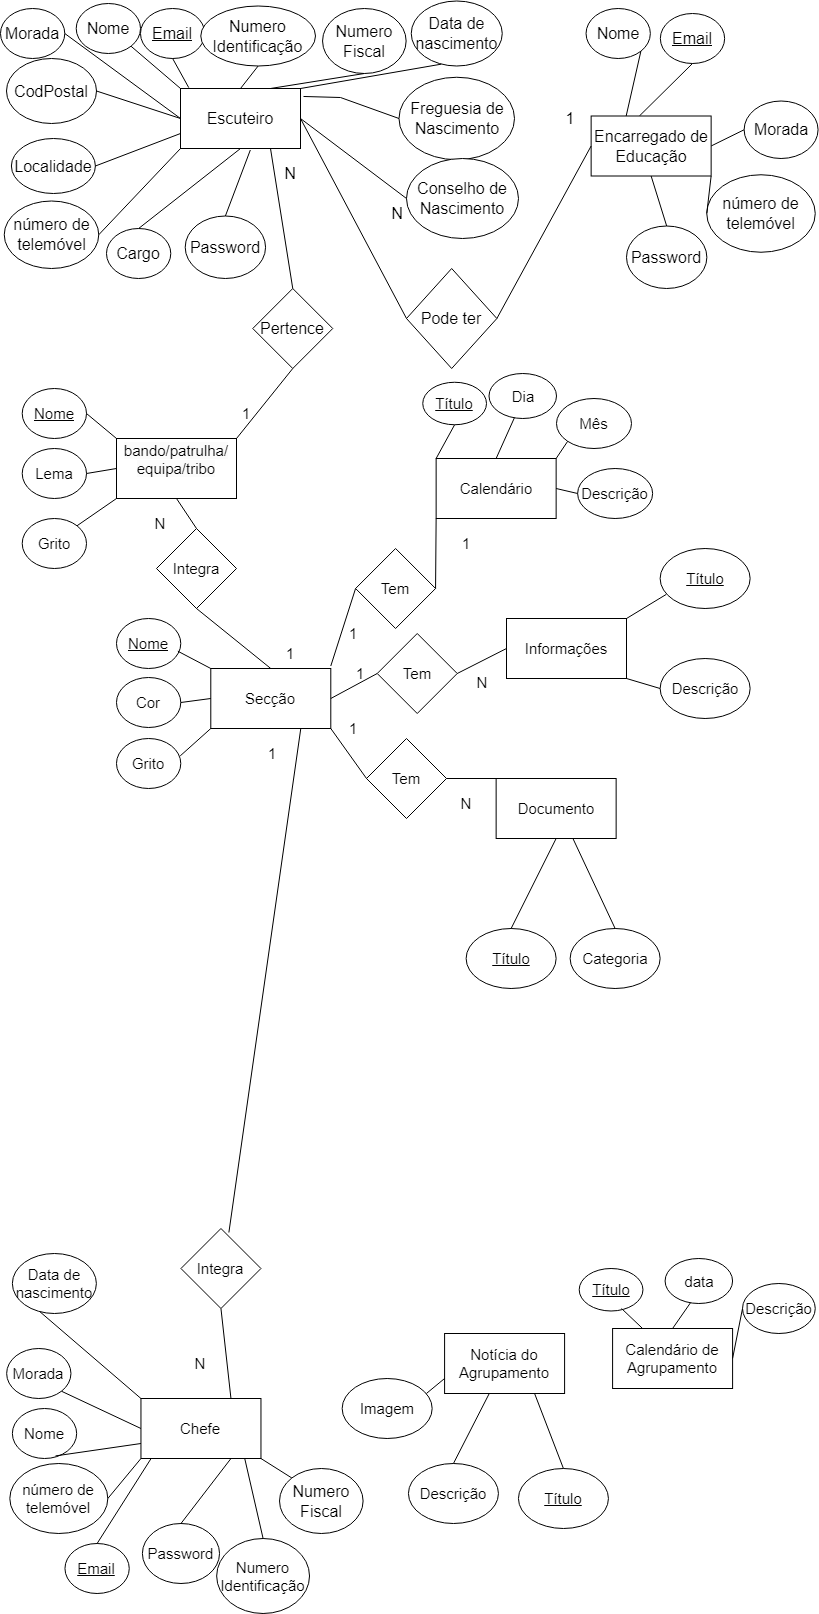 Morada
Nome
Email
Numero
Identificação
Numero
Fiscal
Data de
nascimento
Nome
Email
CodPostal
Escuteiro
Freguesia de
Nascimento
1
Encarregado de
Educação
Morada
Localidade
N
Conselho de
Nascimento
N
número de
telemóvel
número de
telemóvel
Cargo
Password
Password
Pertence
Pode ter
Nome
1
Título
Dia
Mês
bando/patrulha/
equipa/tribo
Lema
Calendário
Descrição
N
Grito
Integra
1
Tem
Título
Nome
1
1
Informações
Secção
1
Tem
N
Descrição
Cor
Grito
1
1
Tem
N
Documento
Título
Categoria
Integra
Data de
nascimento
Título
data
Descrição
N
Morada
Notícia do
Agrupamento
Calendário de
Agrupamento
Nome
Chefe
Imagem
número de
telemóvel
Numero
Fiscal
Descrição
Título
Email
Password
Numero
Identificação